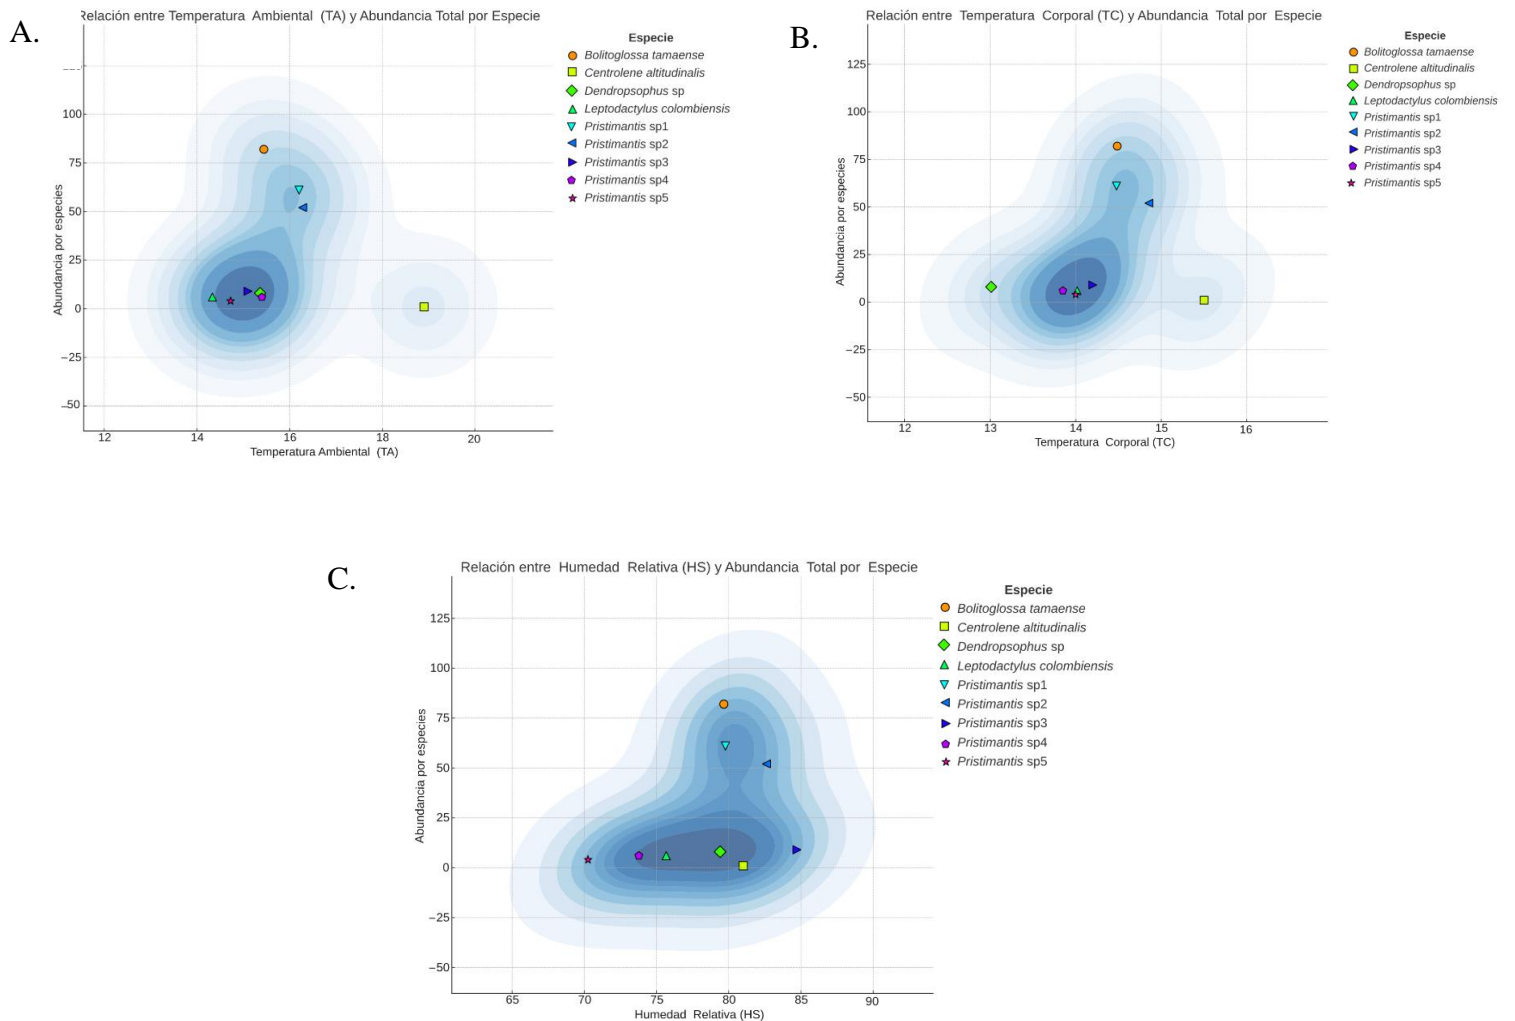 A.
Relación entre Temperatura Ambiental (TA) y Abundancia Total por Especie
Abundancia por especies
100
75
50
25
0
−25
−50
12 14 16 18 20
Temperatura Ambiental (TA)
Especie
Bolitoglossa tamaense
Centrolene altitudinalis
Dendropsophus sp
Leptodactylus colombiensis
Pristimantis sp1
Pristimantis sp2
Pristimantis sp3
Pristimantis sp4
Pristimantis sp5
B.
Relación entre Temperatura Corporal (TC) y Abundancia Total por Especie
Abundancia por especies
125
100
75
50
25
0
−25
−50
12 13 14 15 16
Temperatura Corporal (TC)
Especie
Bolitoglossa tamaense
Centrolene altitudinalis
Dendropsophus sp
Leptodactylus colombiensis
Pristimantis sp1
Pristimantis sp2
Pristimantis sp3
Pristimantis sp4
Pristimantis sp5
C.
Relación entre Humedad Relativa (HS) y Abundancia Total por Especie
Abundancia por especies
125
100
75
50
25
0
−25
−50
65 70 75 80 85 90
Humedad Relativa (HS)
Especie
Bolitoglossa tamaense
Centrolene altitudinalis
Dendropsophus sp
Leptodactylus colombiensis
Pristimantis sp1
Pristimantis sp2
Pristimantis sp3
Pristimantis sp4
Pristimantis sp5